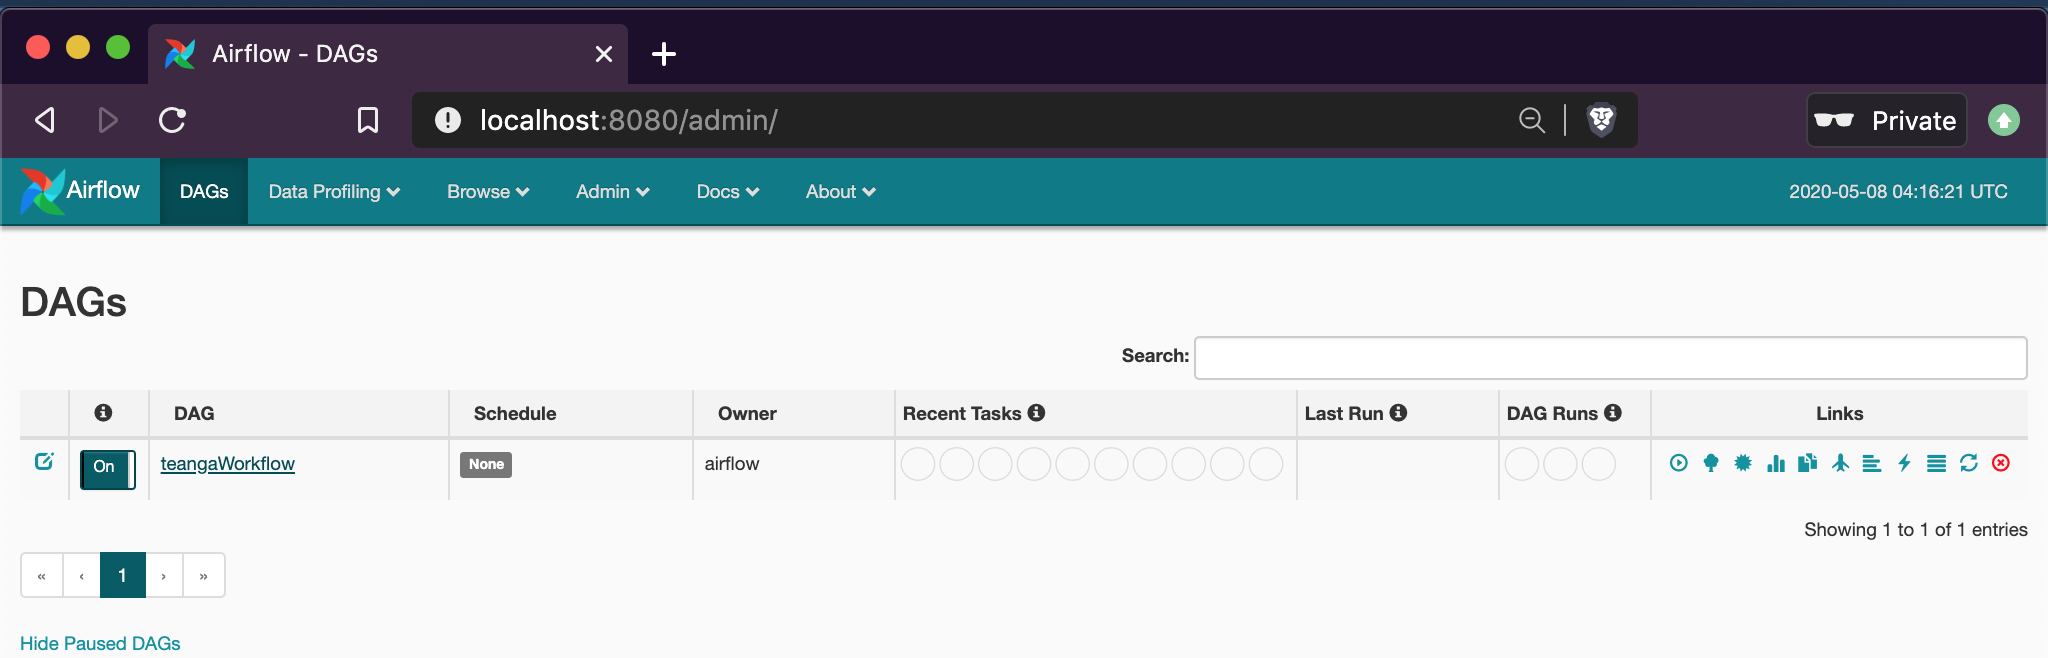 Airflow - DAGs
localhost:8080/admin/
Private
Airflow DAGs Data Profiling Browse Admin Docs About 2020-05-08 04:16:21 UTC
DAGs
Search:
DAG Schedule Owner Recent Tasks Last Run DAG Runs Links
On teangaWorkflow None airflow
Showing 1 to 1 of 1 entries
« ‹ 1 › »
Hide Paused DAGs